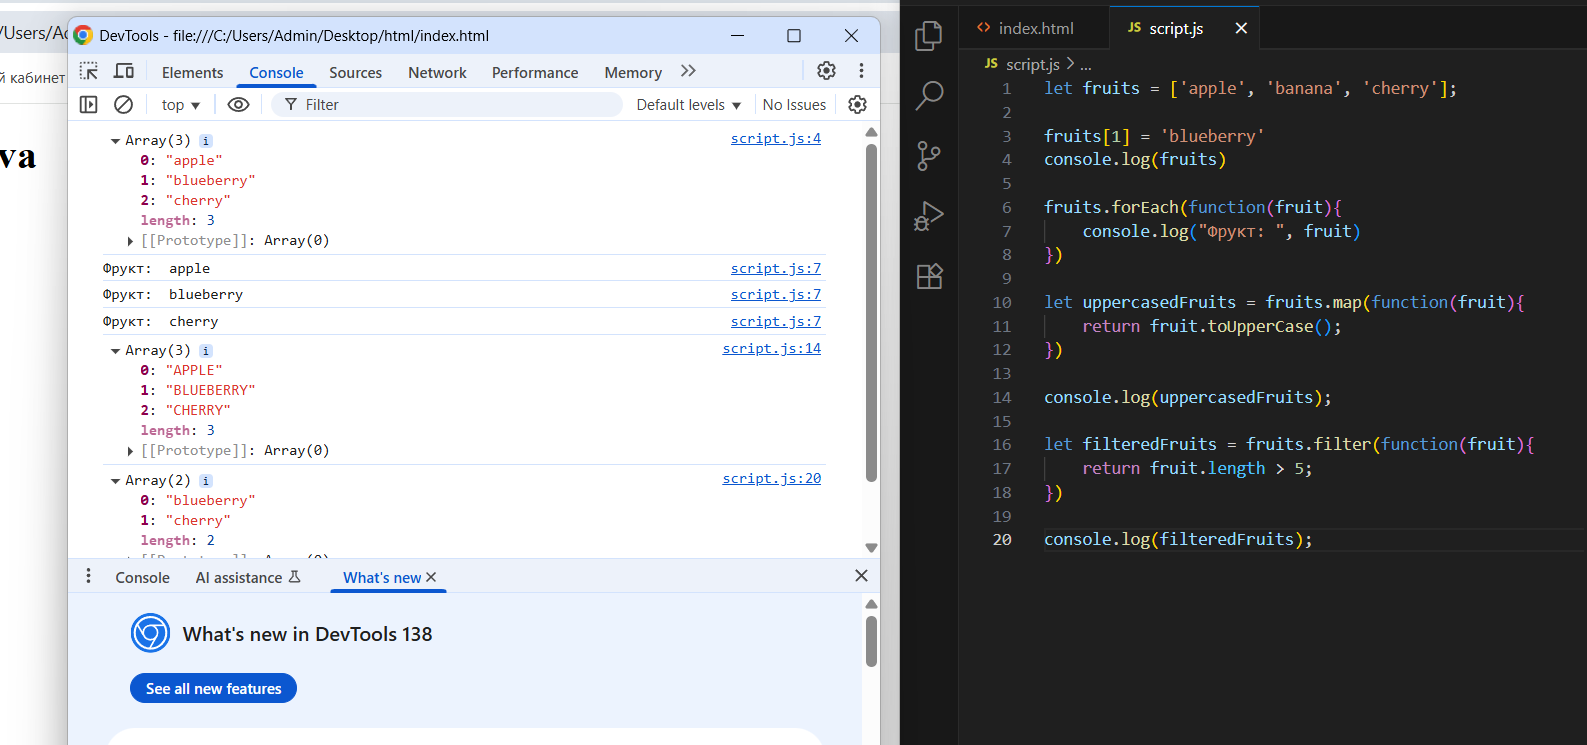 /Users/Ad
й кабинет
va
DevTools - file:///C:/Users/Admin/Desktop/html/index.html
Elements Console Sources Network Performance Memory
top Filter Default levels No Issues
Array(3) i script.js:4
0: "apple"
1: "blueberry"
2: "cherry"
length: 3
[[Prototype]]: Array(0)
Фрукт:  apple script.js:7
Фрукт:  blueberry script.js:7
Фрукт:  cherry script.js:7
Array(3) i script.js:14
0: "APPLE"
1: "BLUEBERRY"
2: "CHERRY"
length: 3
[[Prototype]]: Array(0)
Array(2) i script.js:20
0: "blueberry"
1: "cherry"
length: 2
[[Prototype]]: Array(0)
Console AI assistance What's new
What's new in DevTools 138
See all new features
<> index.html JS script.js
JS script.js > ...
1 let fruits = ['apple', 'banana', 'cherry'];
2
3 fruits[1] = 'blueberry'
4 console.log(fruits)
5
6 fruits.forEach(function(fruit){
7 console.log("Фрукт: ", fruit)
8 })
9
10 let uppercasedFruits = fruits.map(function(fruit){
11 return fruit.toUpperCase();
12 })
13
14 console.log(uppercasedFruits);
15
16 let filteredFruits = fruits.filter(function(fruit){
17 return fruit.length > 5;
18 })
19
20 console.log(filteredFruits);